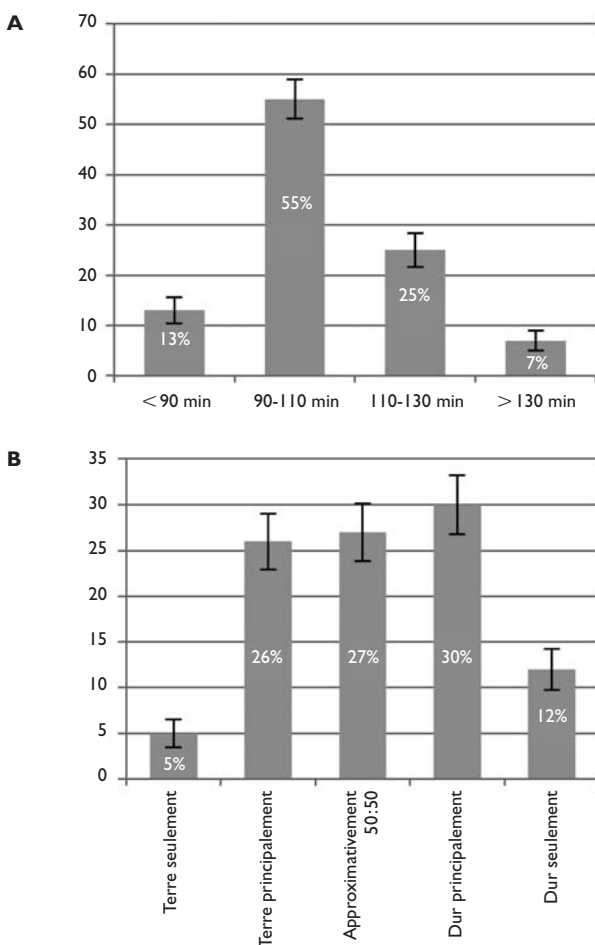 A
70
60
50
40
30
20
10
0
13%
55%
25%
7%
< 90 min
90-110 min
110-130 min
> 130 min
B
35
30
25
20
15
10
5
0
5%
26%
27%
30%
12%
Terre seulement
Terre principalement
Approximativement
50:50
Dur principalement
Dur seulement